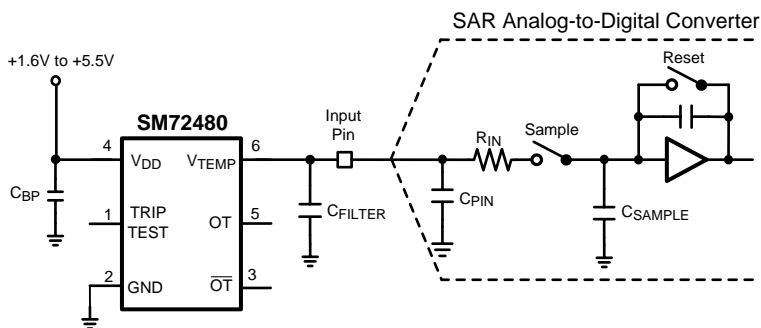 SAR Analog-to-Digital Converter
+1.6V to +5.5V
Reset
SM72480
Input
Pin
RIN
Sample
4
VDD
VTEMP
6
CBP
CFILTER
CPIN
CSAMPLE
1
TRIP
TEST
OT
5
2
GND
O̅T̅
3